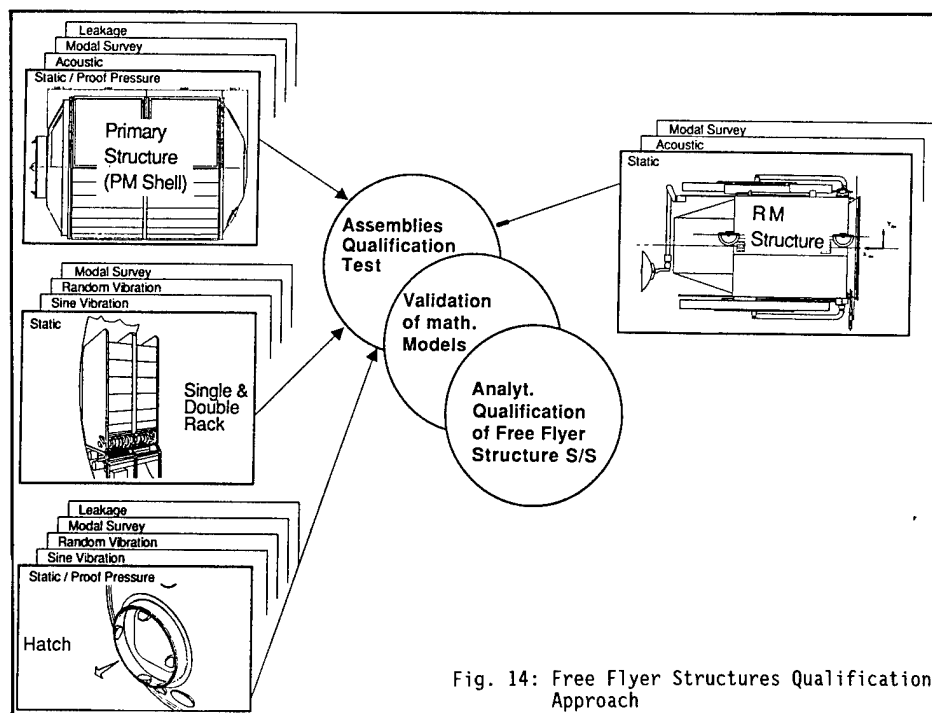 Leakage
Modal Survey
Acoustic
Static / Proof Pressure
Primary
Structure
(PM Shell)
Modal Survey
Random Vibration
Sine Vibration
Static
Single &
Double
Rack
Leakage
Modal Survey
Random Vibration
Sine Vibration
Static / Proof Pressure
Hatch
Assemblies
Qualification
Test
Validation
of math.
Models
Analyt.
Qualification
of Free Flyer
Structure S/S
Modal Survey
Acoustic
Static
RM
Structure
Fig. 14: Free Flyer Structures Qualification
Approach